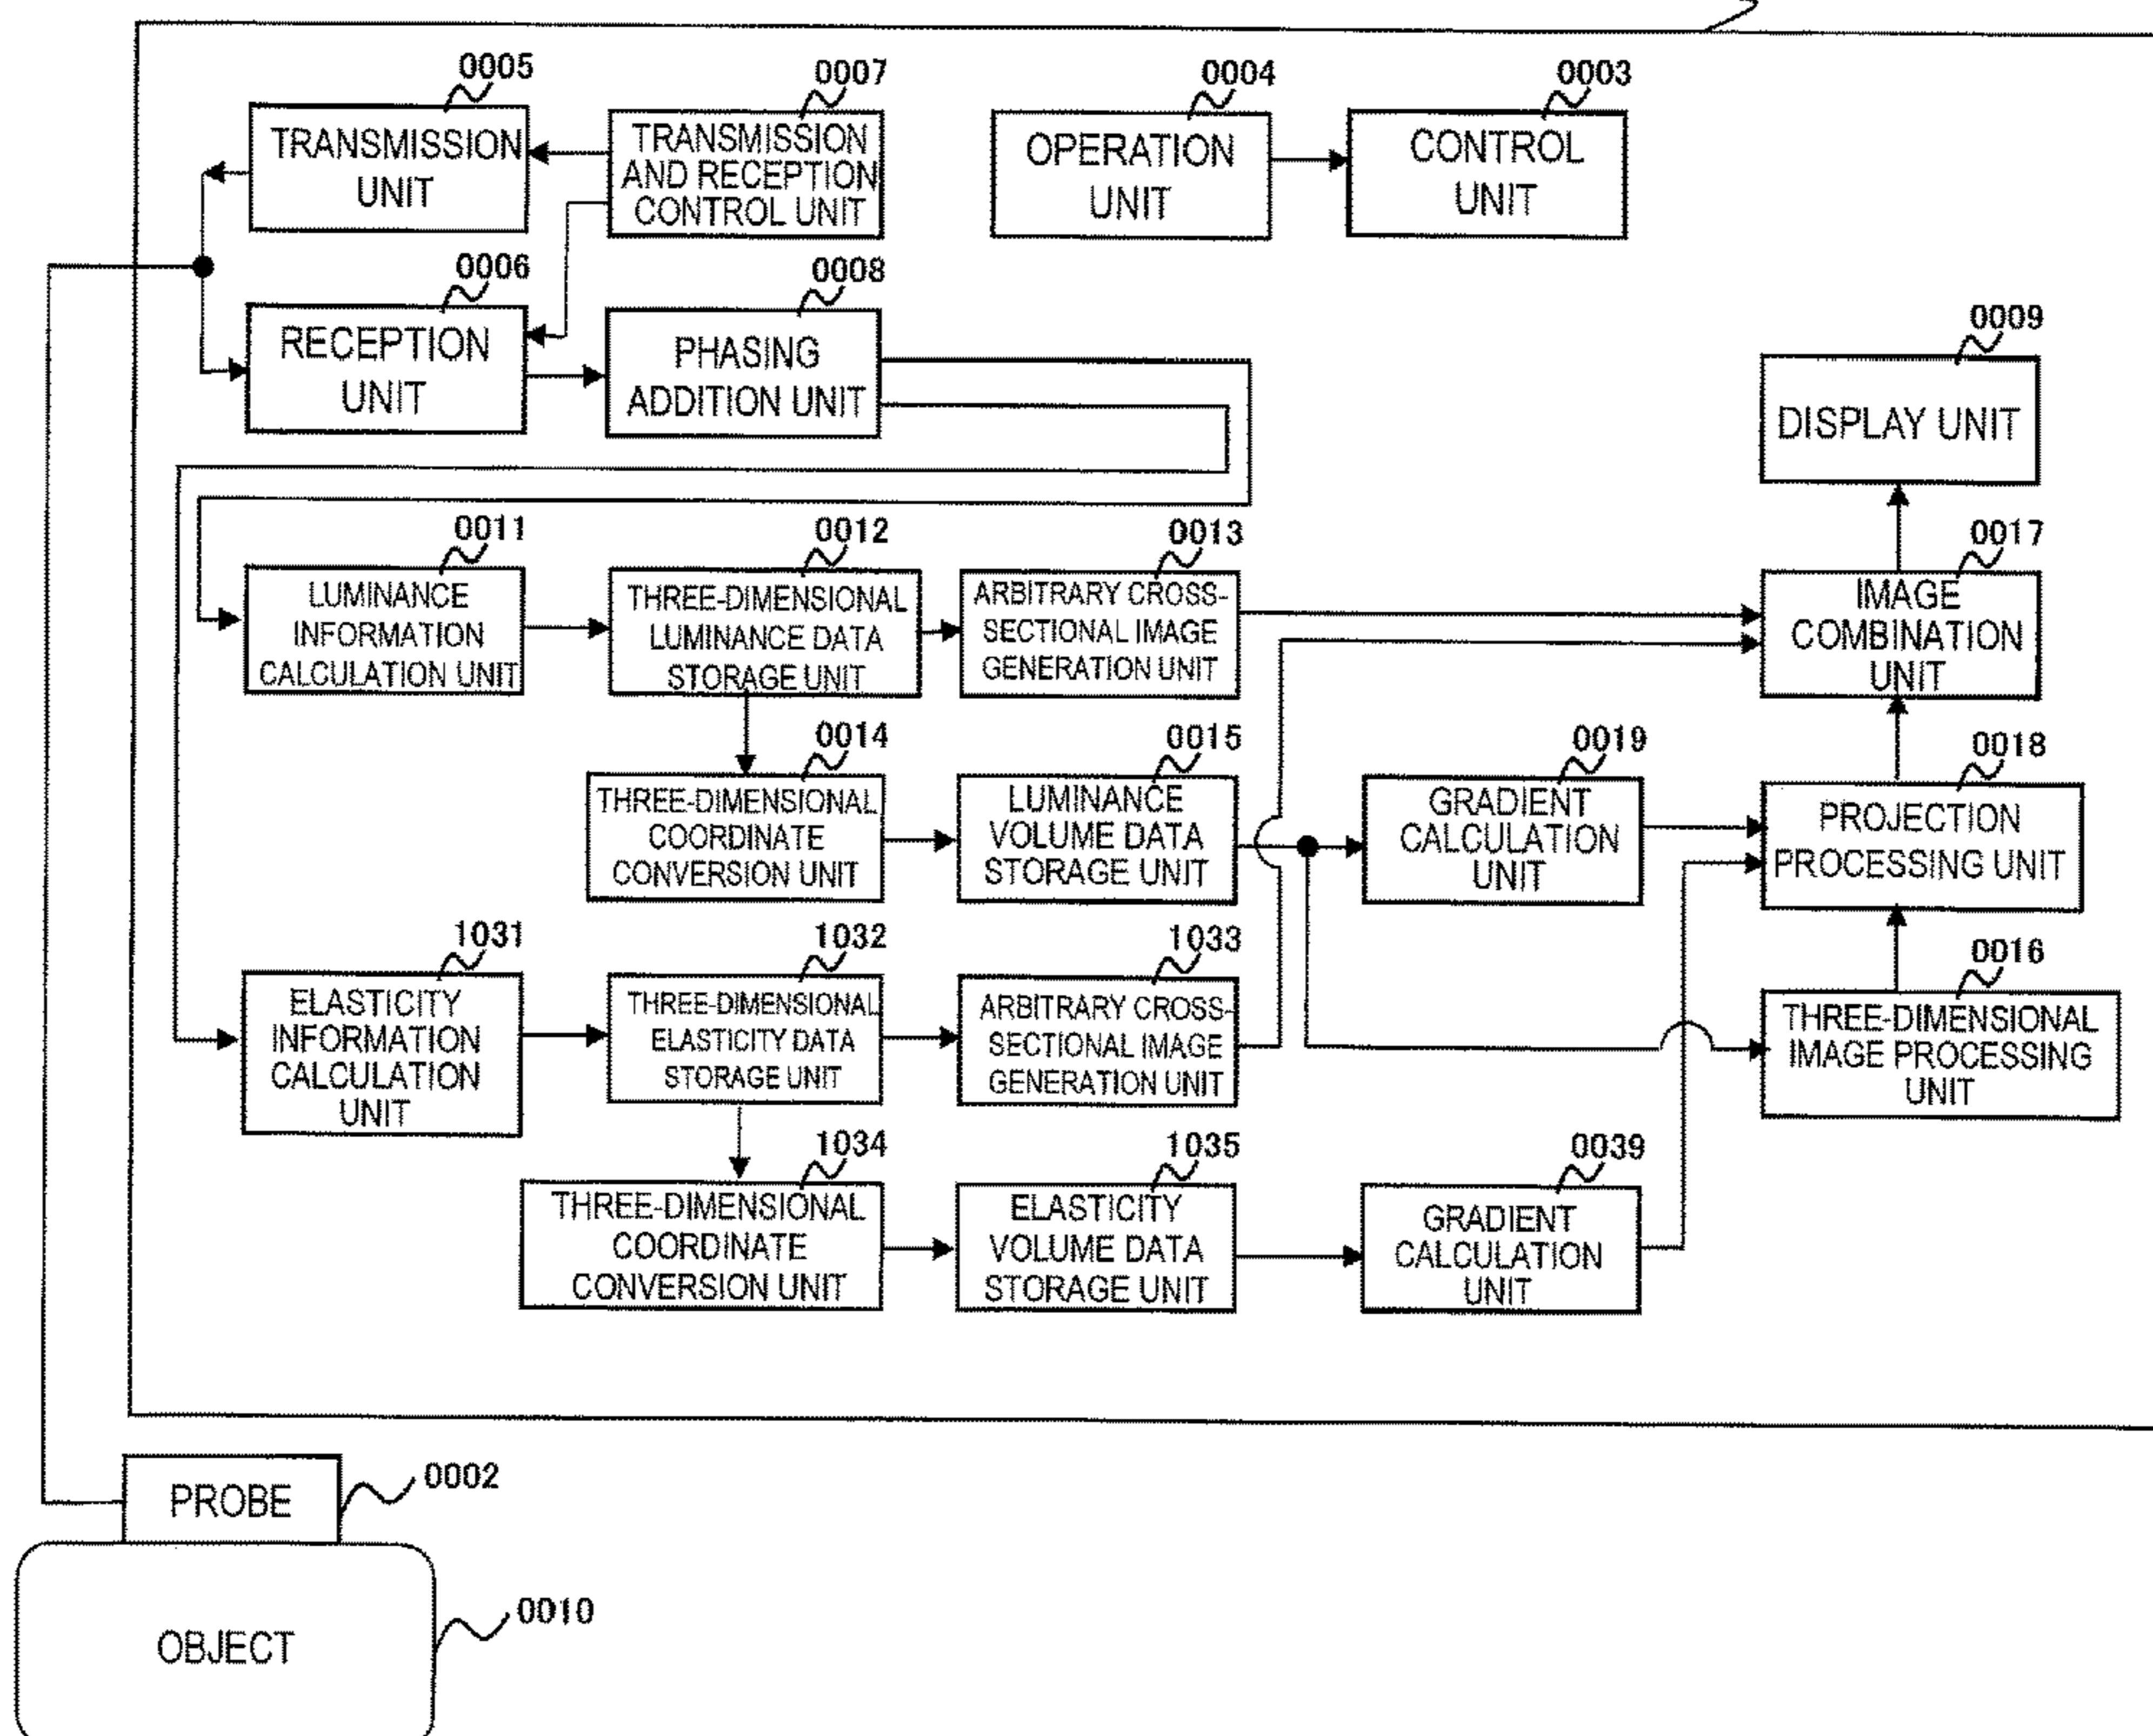 0005
TRANSMISSION
UNIT
0007
TRANSMISSION
AND RECEPTION
CONTROL UNIT
0004
OPERATION
UNIT
0003
CONTROL
UNIT
0006
RECEPTION
UNIT
0008
PHASING
ADDITION UNIT
0009
DISPLAY UNIT
0011
LUMINANCE
INFORMATION
CALCULATION UNIT
0012
THREE-DIMENSIONAL
LUMINANCE DATA
STORAGE UNIT
0013
ARBITRARY CROSS-
SECTIONAL IMAGE
GENERATION UNIT
0017
IMAGE
COMBINATION
UNIT
0014
THREE-DIMENSIONAL
COORDINATE
CONVERSION UNIT
0015
LUMINANCE
VOLUME DATA
STORAGE UNIT
0019
GRADIENT
CALCULATION
UNIT
0018
PROJECTION
PROCESSING UNIT
1031
ELASTICITY
INFORMATION
CALCULATION
UNIT
1032
THREE-DIMENSIONAL
ELASTICITY DATA
STORAGE UNIT
1033
ARBITRARY CROSS-
SECTIONAL IMAGE
GENERATION UNIT
0016
THREE-DIMENSIONAL
IMAGE PROCESSING
UNIT
1034
THREE-DIMENSIONAL
COORDINATE
CONVERSION UNIT
1035
ELASTICITY
VOLUME DATA
STORAGE UNIT
0039
GRADIENT
CALCULATION
UNIT
PROBE
0002
OBJECT
0010